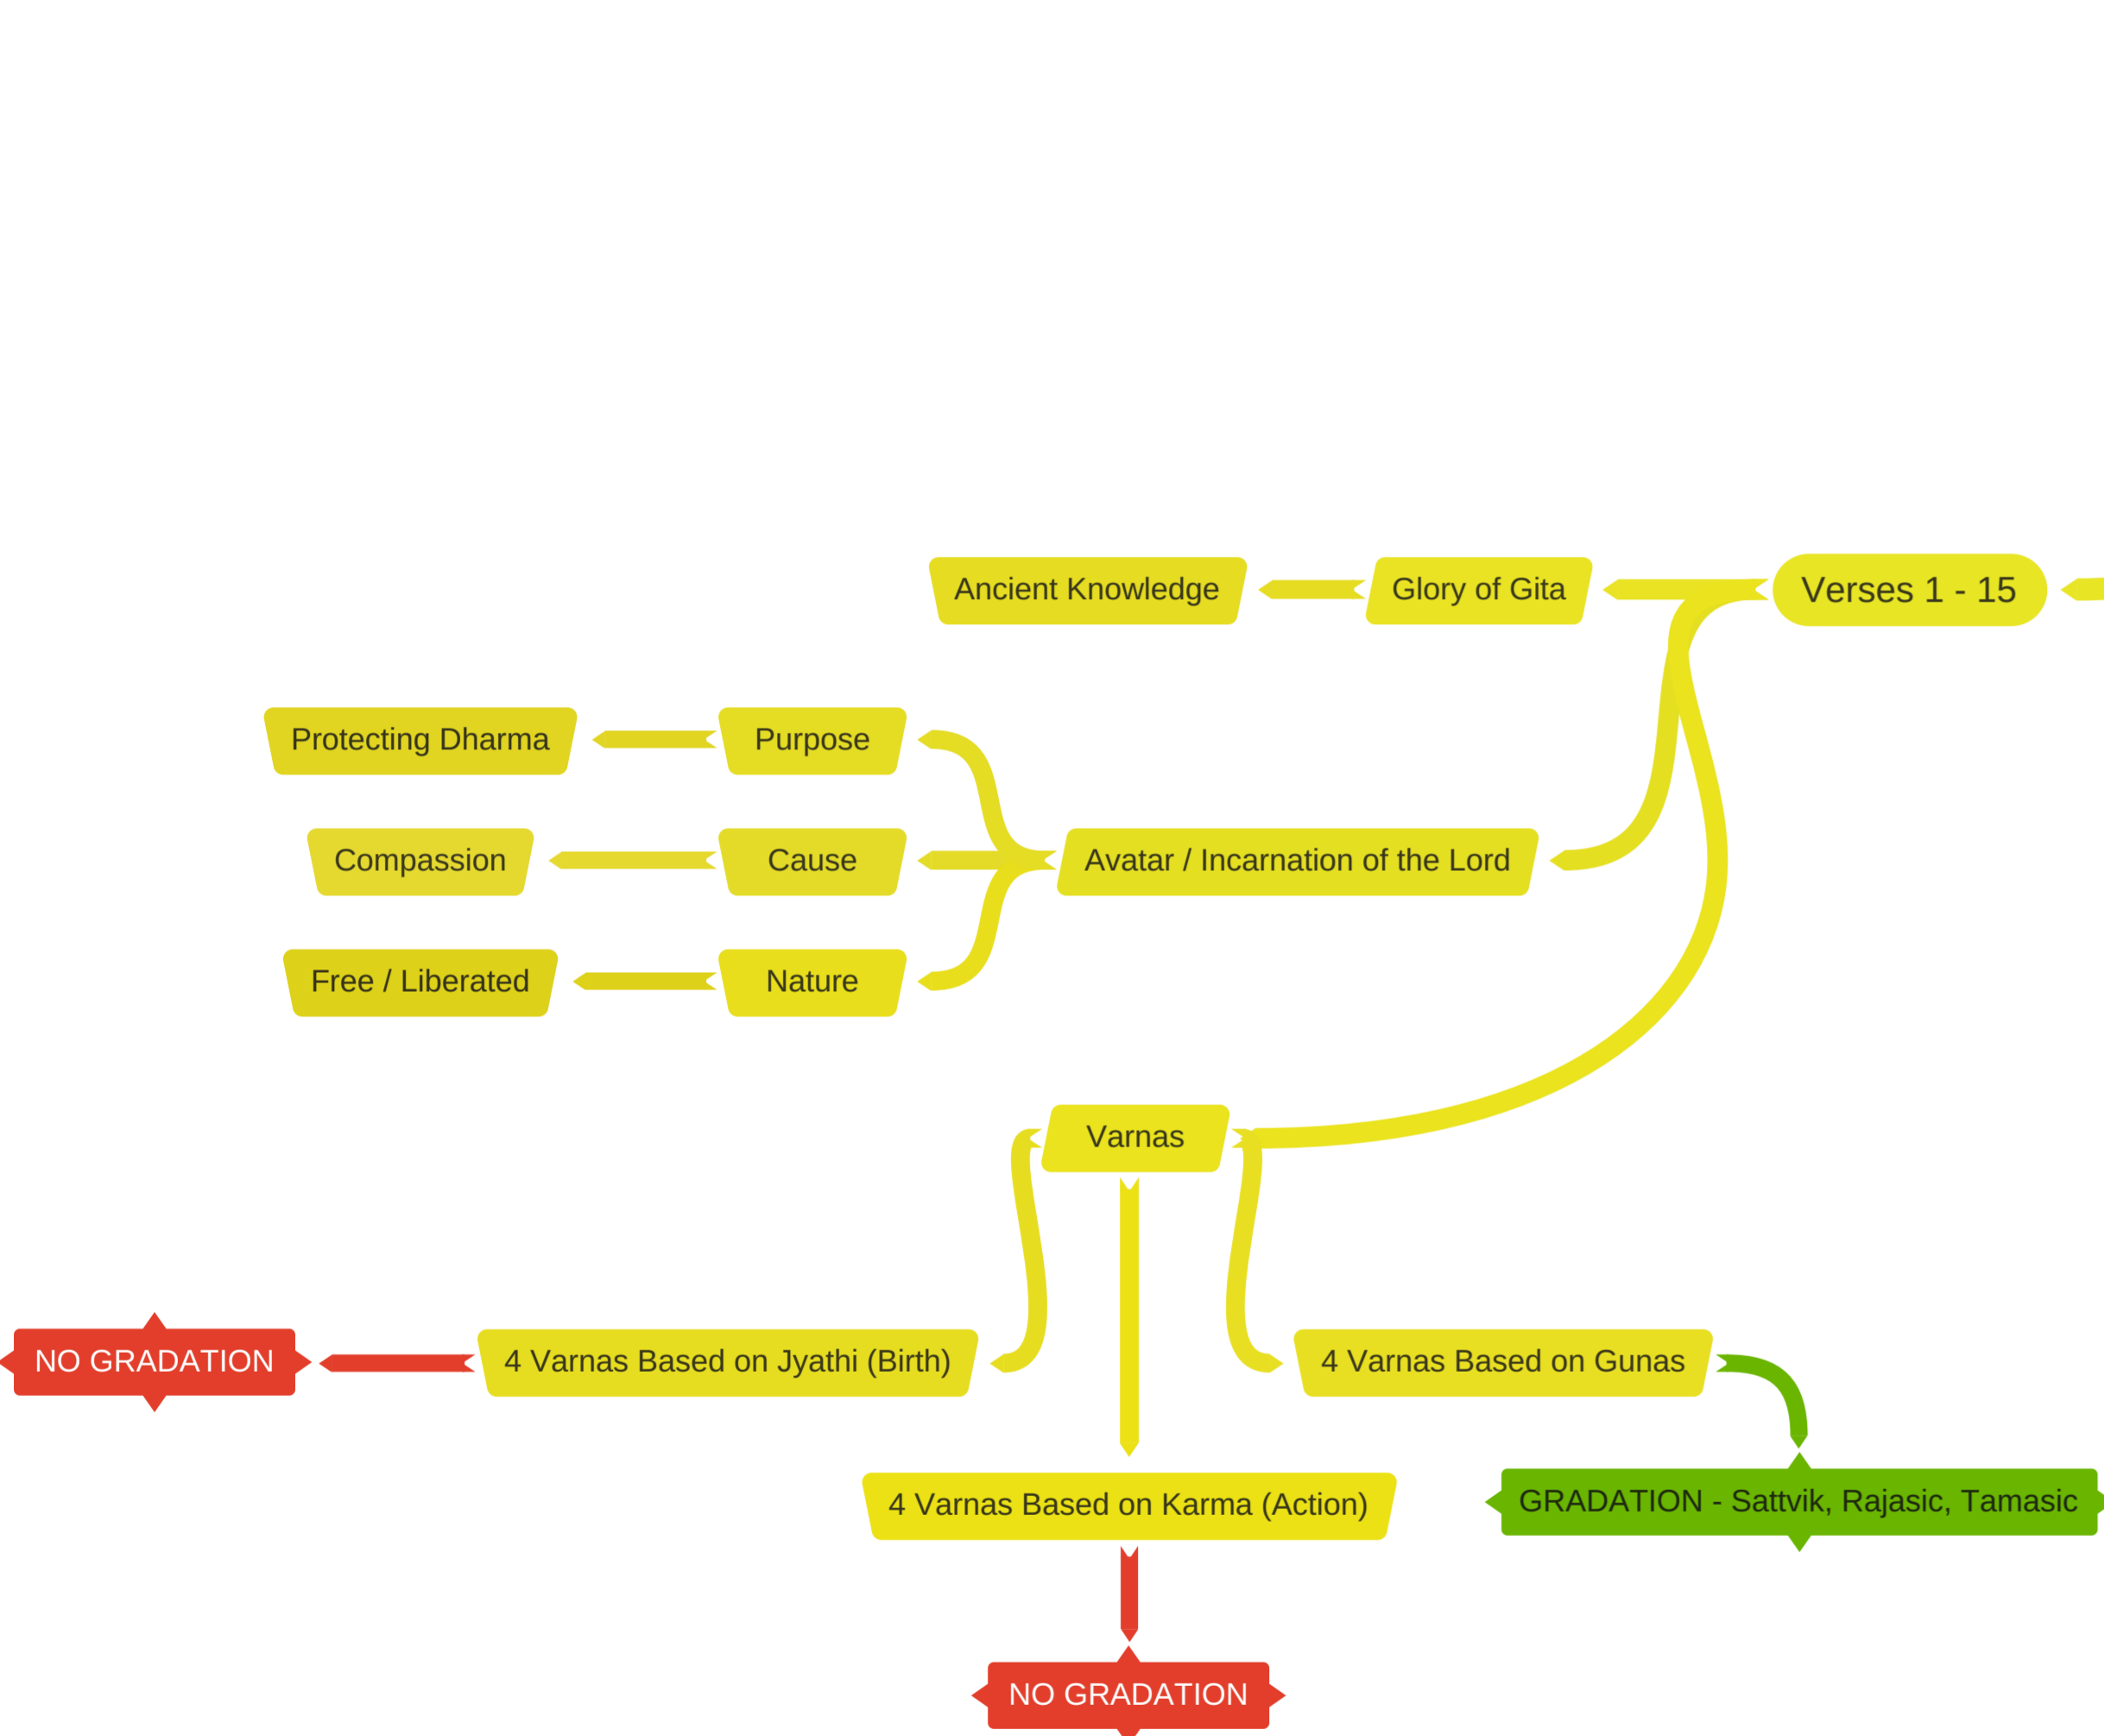 Ancient Knowledge
Glory of Gita
Verses 1 - 15
Protecting Dharma
Purpose
Compassion
Cause
Avatar / Incarnation of the Lord
Free / Liberated
Nature
Varnas
NO GRADATION
4 Varnas Based on Jyathi (Birth)
4 Varnas Based on Gunas
4 Varnas Based on Karma (Action)
GRADATION - Sattvik, Rajasic, Tamasic
NO GRADATION